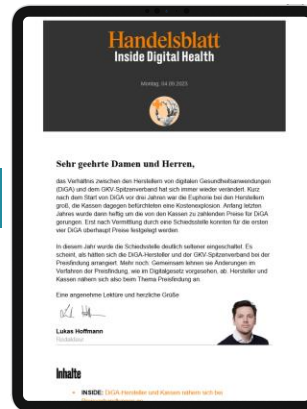 Handelsblatt
Inside Digital Health
Montag, 04.09.2023
Sehr geehrte Damen und Herren,
das Verhältnis zwischen den Herstellern von digitalen Gesundheitsanwendungen
(DiGA) und dem GKV-Spitzenverband hat sich immer wieder verändert. Kurz
nach dem Start von DiGA vor drei Jahren war die Euphorie bei den Herstellern
groß, die Kassen dagegen befürchteten eine Kostenexplosion. Anfang letzten
Jahres wurde dann heftig um die von den Kassen zu zahlenden Preise für DiGA
gerungen. Erst nach Vermittlung durch eine Schiedsstelle konnten für die ersten
vier DiGA überhaupt Preise festgelegt werden.
In diesem Jahr wurde die Schiedsstelle deutlich seltener eingeschaltet. Es
scheint, als hätten sich die DiGA-Hersteller und der GKV-Spitzenverband bei der
Preisfindung arrangiert. Mehr noch: Gemeinsam lehnen sie Änderungen im
Verfahren der Preisfindung, wie im Digitalgesetz vorgesehen, ab. Hersteller und
Kassen nähern sich also beim Thema Preisfindung an.
Eine angenehme Lektüre und herzliche Grüße
Lukas Hoffmann
Redakteur
Inhalte
INSIDE: DiGA-Hersteller und Kassen nähern sich bei